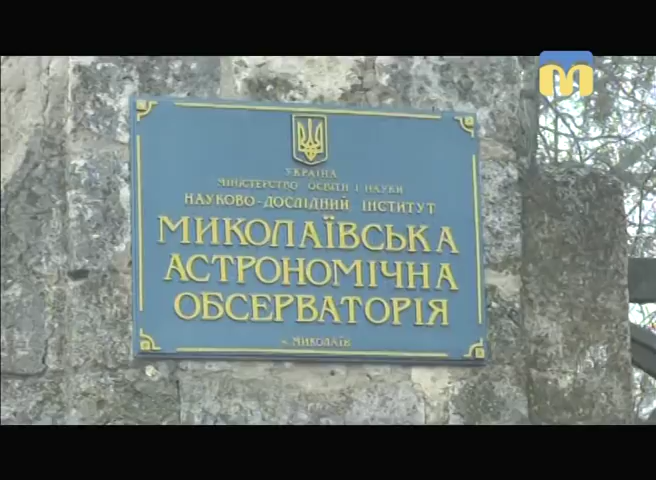 М
УКРАЇНА
МІНІСТЕРСТВО ОСВІТИ І НАУКИ
НАУКОВО-ДОСЛІДНИЙ ІНСТИТУТ
МИКОЛАЇВСЬКА
АСТРОНОМІЧНА
ОБСЕРВАТОРІЯ
м. МИКОЛАЇВ